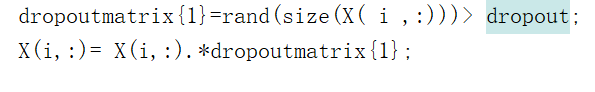 dropoutmatrix{1}=rand(size(X( i ,:)))> dropout;
X(i,:)= X(i,:).*dropoutmatrix{1};